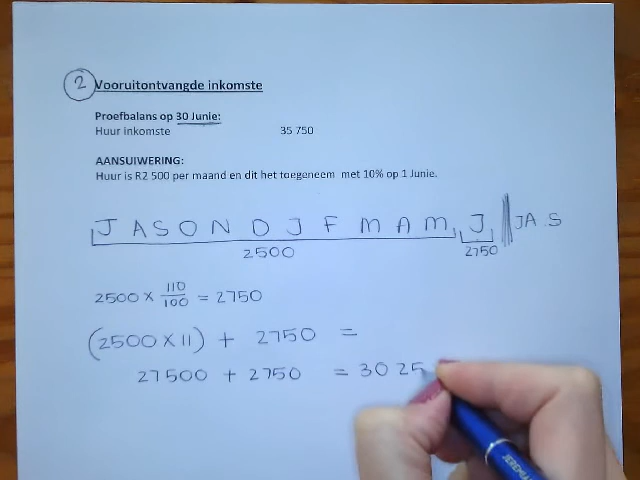 2 Vooruitontvangde inkomste
Proefbalans op 30 Junie:
Huur inkomste 35 750
AANSUIWERING:
Huur is R2 500 per maand en dit het toegeneem met 10% op 1 Junie.
J A S O N D J F M A M J J A S
2500 2750
2500 × 110/100 = 2750
(2500 × 11) + 2750 =
27500 + 2750 = 30 25